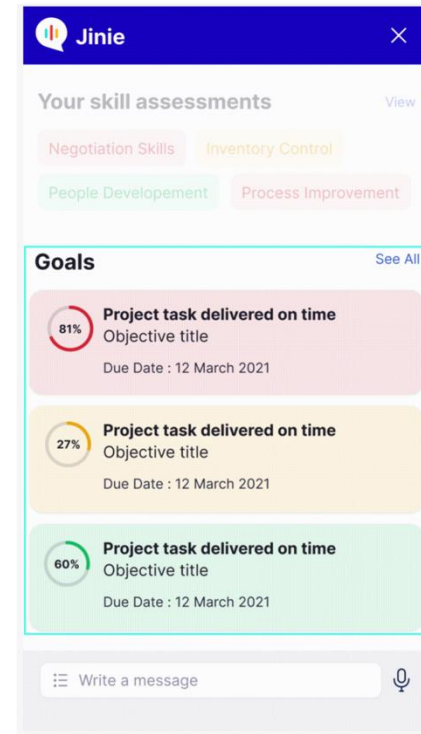 Jinie
Your skill assessments View
Negotiation Skills Inventory Control
People Developement Process Improvement
Goals See All
81% Project task delivered on time
Objective title
Due Date : 12 March 2021
27% Project task delivered on time
Objective title
Due Date : 12 March 2021
60% Project task delivered on time
Objective title
Due Date : 12 March 2021
Write a message